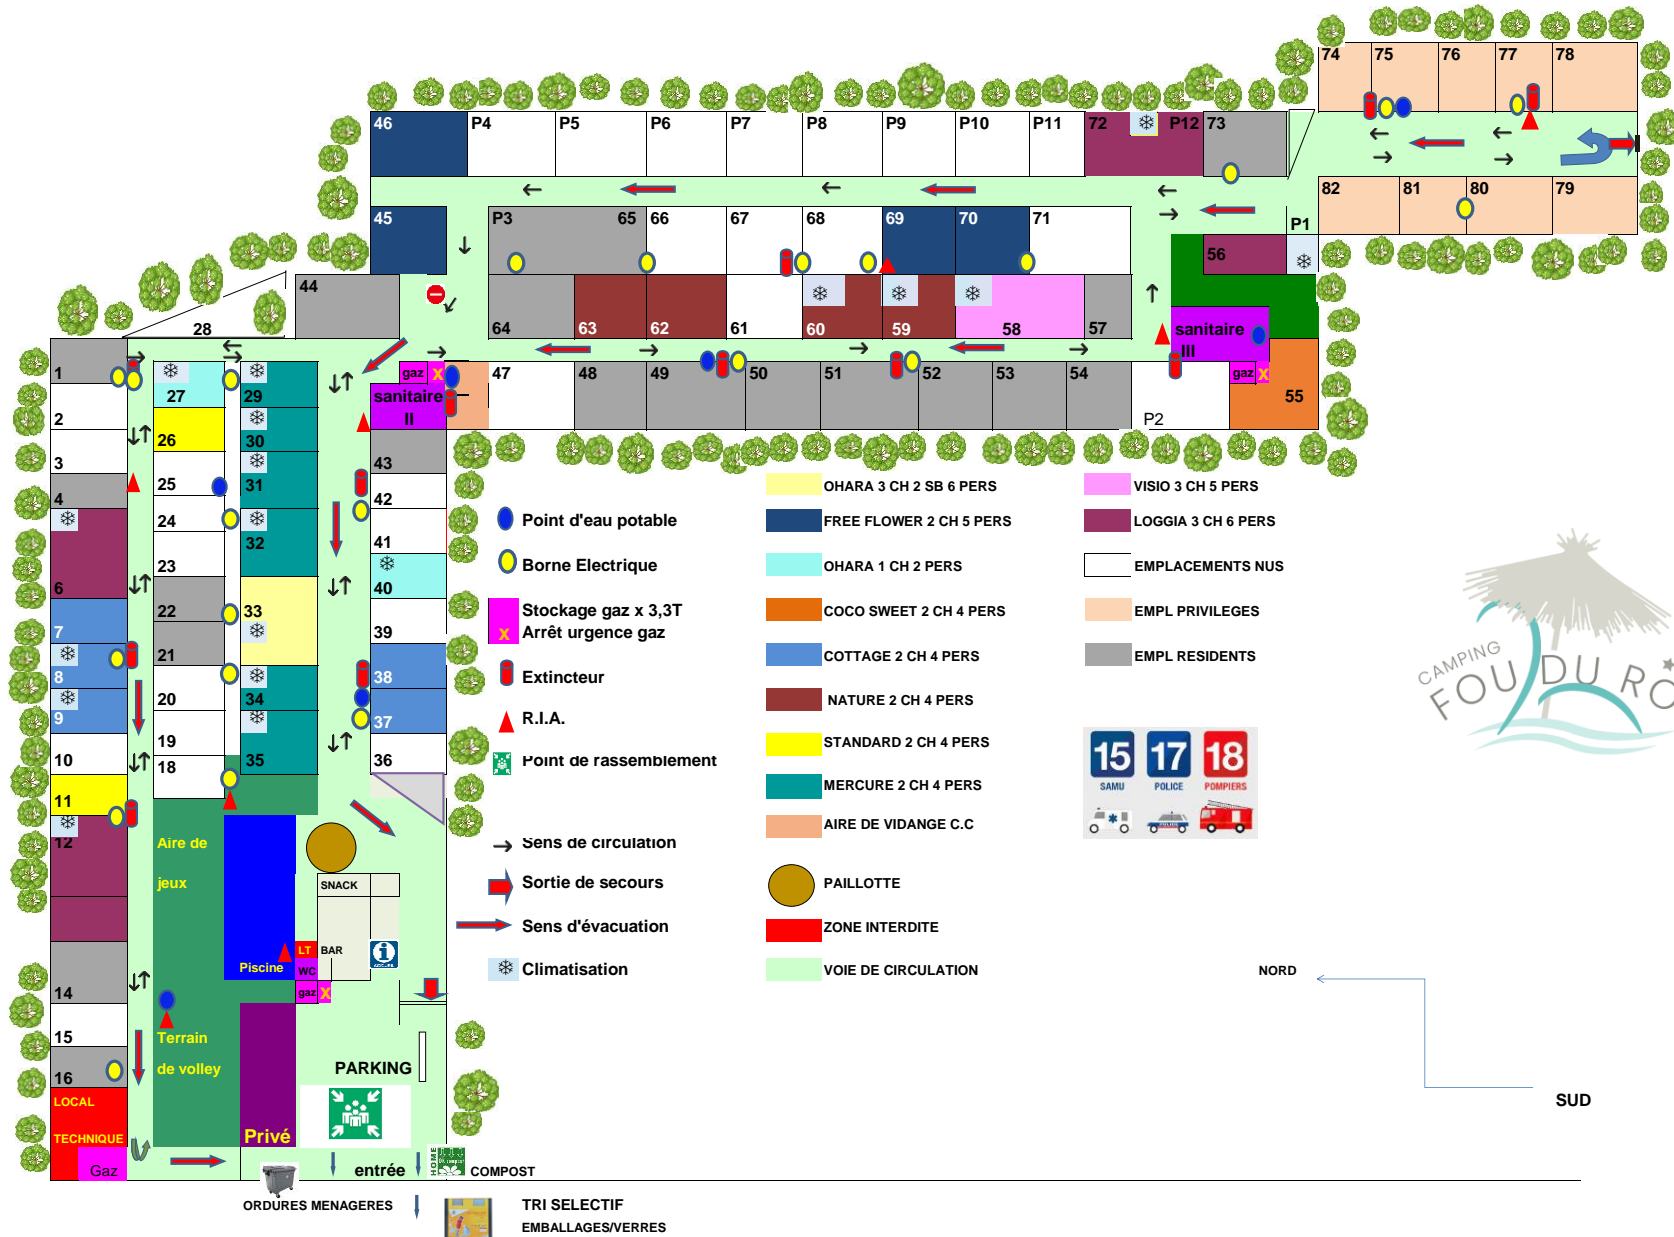 74 75 76 77 78
46 P4 P5 P6 P7 P8 P9 P10 P11 72 P12 73
82 81 80 79
45 P3 65 66 67 68 69 70 71 P1
56
44
28 64 63 62 61 60 59 58 57 sanitaire
III
1 27 29 gaz x 47 48 49 50 51 52 53 54 gaz x 55
sanitaire
II
P2
2 26 30
3 43
4 25 31 42
24 32 41
23
6 40
7 22 33 39
8 21 38
9 20 34 37
10 19 35 36
18
11
12 Aire de
jeux
SNACK
LT BAR
Piscine WC
ACCUEIL
gaz x
14
15 Terrain
de volley
16
PARKING
LOCAL
TECHNIQUE
Gaz
Privé
entrée
HOME
COMPOST
ORDURES MENAGERES
TRI SELECTIF
EMBALLAGES/VERRES
Point d'eau potable
Borne Electrique
Stockage gaz x 3,3T
x Arrêt urgence gaz
Extincteur
R.I.A.
Point de rassemblement
Sens de circulation
Sortie de secours
Sens d'évacuation
Climatisation
OHARA 3 CH 2 SB 6 PERS
FREE FLOWER 2 CH 5 PERS
OHARA 1 CH 2 PERS
COCO SWEET 2 CH 4 PERS
COTTAGE 2 CH 4 PERS
NATURE 2 CH 4 PERS
STANDARD 2 CH 4 PERS
MERCURE 2 CH 4 PERS
AIRE DE VIDANGE C.C
PAILLOTTE
ZONE INTERDITE
VOIE DE CIRCULATION
VISIO 3 CH 5 PERS
LOGGIA 3 CH 6 PERS
EMPLACEMENTS NUS
EMPL PRIVILEGES
EMPL RESIDENTS
15 17 18
SAMU POLICE POMPIERS
CAMPING
FOU DU RO
NORD
SUD